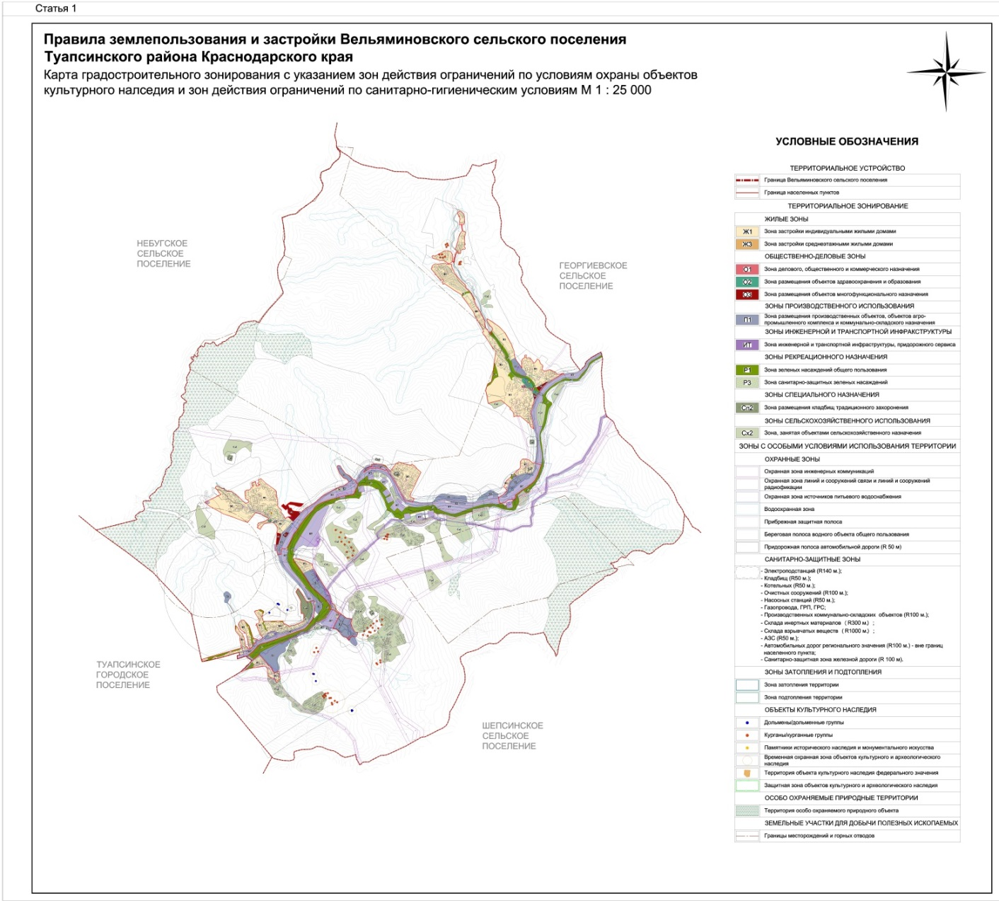 Статья 1
Правила землепользования и застройки Вельяминовского сельского поселения
Туапсинского района Краснодарского края
Карта градостроительного зонирования с указанием зон действия ограничений по условиям охраны объектов
культурного налседия и зон действия ограничений по санитарно-гигиеническим условиям М 1 : 25 000
НЕБУГСКОЕ
СЕЛЬСКОЕ
ПОСЕЛЕНИЕ
ГЕОРГИЕВСКОЕ
СЕЛЬСКОЕ
ПОСЕЛЕНИЕ
ТУАПСИНСКОЕ
ГОРОДСКОЕ
ПОСЕЛЕНИЕ
ШЕПСИНСКОЕ
СЕЛЬСКОЕ
ПОСЕЛЕНИЕ
УСЛОВНЫЕ ОБОЗНАЧЕНИЯ
ТЕРРИТОРИАЛЬНОЕ УСТРОЙСТВО
Граница Вельяминовского сельского поселения
Граница населенных пунктов
ТЕРРИТОРИАЛЬНОЕ ЗОНИРОВАНИЕ
ЖИЛЫЕ ЗОНЫ
Ж1 Зона застройки индивидуальными жилыми домами
Ж3 Зона застройки среднеэтажными жилыми домами
ОБЩЕСТВЕННО-ДЕЛОВЫЕ ЗОНЫ
О1 Зона делового, общественного и коммерческого назначения
О2 Зона размещения объектов здравоохранения и образования
О3 Зона размещения объектов многофункционального назначения
ЗОНЫ ПРОИЗВОДСТВЕННОГО ИСПОЛЬЗОВАНИЯ
П1 Зона размещения производственных объектов, объектов агро-
промышленного комплекса и коммунально-складского назначения
ЗОНЫ ИНЖЕНЕРНОЙ И ТРАНСПОРТНОЙ ИНФРАКСТРУКТУРЫ
ИТ Зона инженерной и транспортной инфраструктуры, придорожного сервиса
ЗОНЫ РЕКРЕАЦИОННОГО НАЗНАЧЕНИЯ
Р1 Зона зеленых насаждений общего пользования
Р3 Зона санитарно-защитных зеленых насаждений
ЗОНЫ СПЕЦИАЛЬНОГО НАЗНАЧЕНИЯ
Сп2 Зона размещения кладбищ традиционного захоронения
ЗОНЫ СЕЛЬСКОХОЗЯЙСТВЕННОГО ИСПОЛЬЗОВАНИЯ
Сх2 Зона, занятая объектами сельскохозяйственного назначения
ЗОНЫ С ОСОБЫМИ УСЛОВИЯМИ ИСПОЛЬЗОВАНИЯ ТЕРРИТОРИИ
ОХРАННЫЕ ЗОНЫ
Охранная зона инженерных коммуникаций
Охранная зона линий и сооружений связи и линий и сооружений
радиофикации
Охранная зона источников питьевого водоснабжения
Водоохранная зона
Прибрежная защитная полоса
Береговая полоса водного объекта общего пользования
Придорожная полоса автомобильной дороги (R 50 м)
САНИТАРНО-ЗАЩИТНЫЕ ЗОНЫ
- Электроподстанций (R140 м.);
- Кладбищ (R50 м.);
- Котельных (R50 м.);
- Очистных сооружений (R100 м.);
- Насосных станций (R50 м.);
- Газопровода, ГРП, ГРС;
- Производственных коммунально-складских объектов (R100 м.);
- Склада инертных материалов ( R300 м.) ;
- Склада взрывчатых веществ ( R1000 м.) ;
- АЗС (R50 м.);
- Автомобильных дорог регионального значения (R100 м.) - вне границ
населенного пункта;
- Санитарно-защитная зона железной дороги (R 100 м).
ЗОНЫ ЗАТОПЛЕНИЯ И ПОДТОПЛЕНИЯ
Зона затопления территории
Зона подтопления территории
ОБЪЕКТЫ КУЛЬТУРНОГО НАСЛЕДИЯ
Дольмены/дольменные группы
Курганы/курганные группы
Памятники исторического наследия и монументального искусства
Временная охранная зона объектов культурного и археологического
наследия
Территория объекта культурного наследия федерального значения
Защитная зона объектов культурного и археологического наследия
ОСОБО ОХРАНЯЕМЫЕ ПРИРОДНЫЕ ТЕРРИТОРИИ
Территория особо охраняемого природного объекта
ЗЕМЕЛЬНЫЕ УЧАСТКИ ДЛЯ ДОБЫЧИ ПОЛЕЗНЫХ ИСКОПАЕМЫХ
Границы месторождений и горных отводов